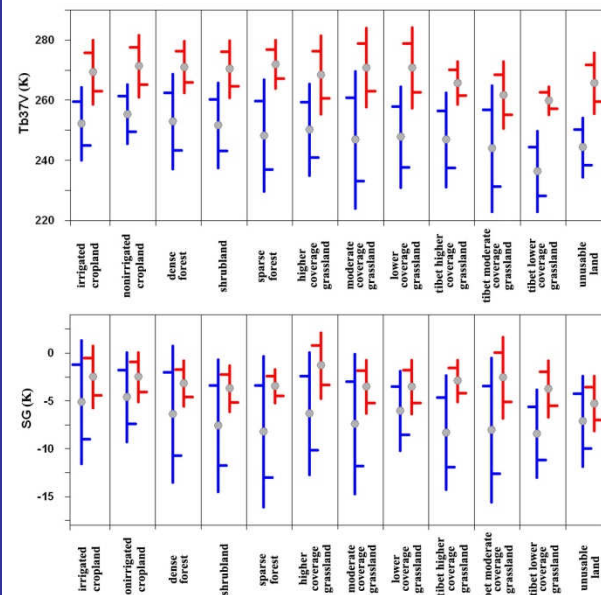 Tb37V (K)
280
260
240
220
irrigated
cropland
nonirrigated
cropland
dense
forest
shrubland
sparse
forest
higher
coverage
grassland
moderate
coverage
grassland
lower
coverage
grassland
tibet higher
coverage
grassland
tibet moderate
coverage
grassland
tibet lower
coverage
grassland
unusable
land
SG (K)
0
-5
-10
-15
irrigated
cropland
onirrigated
cropland
dense
forest
shrubland
sparse
forest
higher
coverage
grassland
moderate
coverage
grassland
lower
coverage
grassland
tibet higher
coverage
grassland
bet moderate
coverage
grassland
tibet lower
coverage
grassland
unusable
land